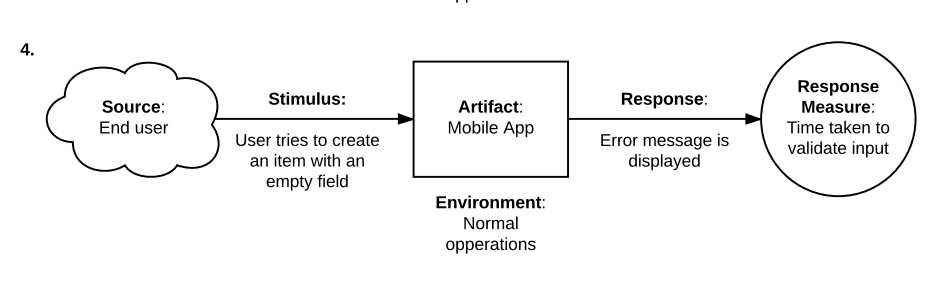 4.
Source:
End user
Stimulus:
User tries to create
an item with an
empty field
Artifact:
Mobile App
Environment:
Normal
opperations
Response:
Error message is
displayed
Response
Measure:
Time taken to
validate input